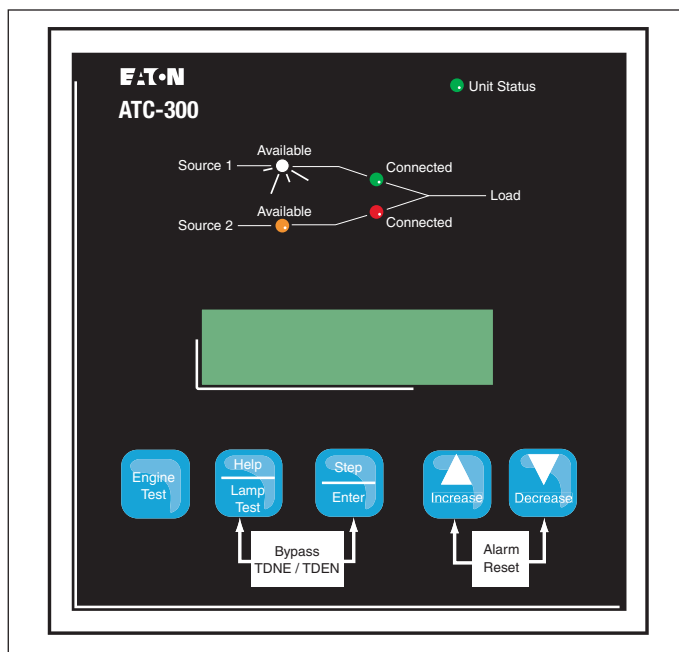 EATON
ATC-300
Unit Status
Available
Source 1
Connected
Load
Available
Source 2
Connected
Engine
Test
Help
Lamp
Test
Step
Enter
Increase
Decrease
Bypass
TDNE / TDEN
Alarm
Reset